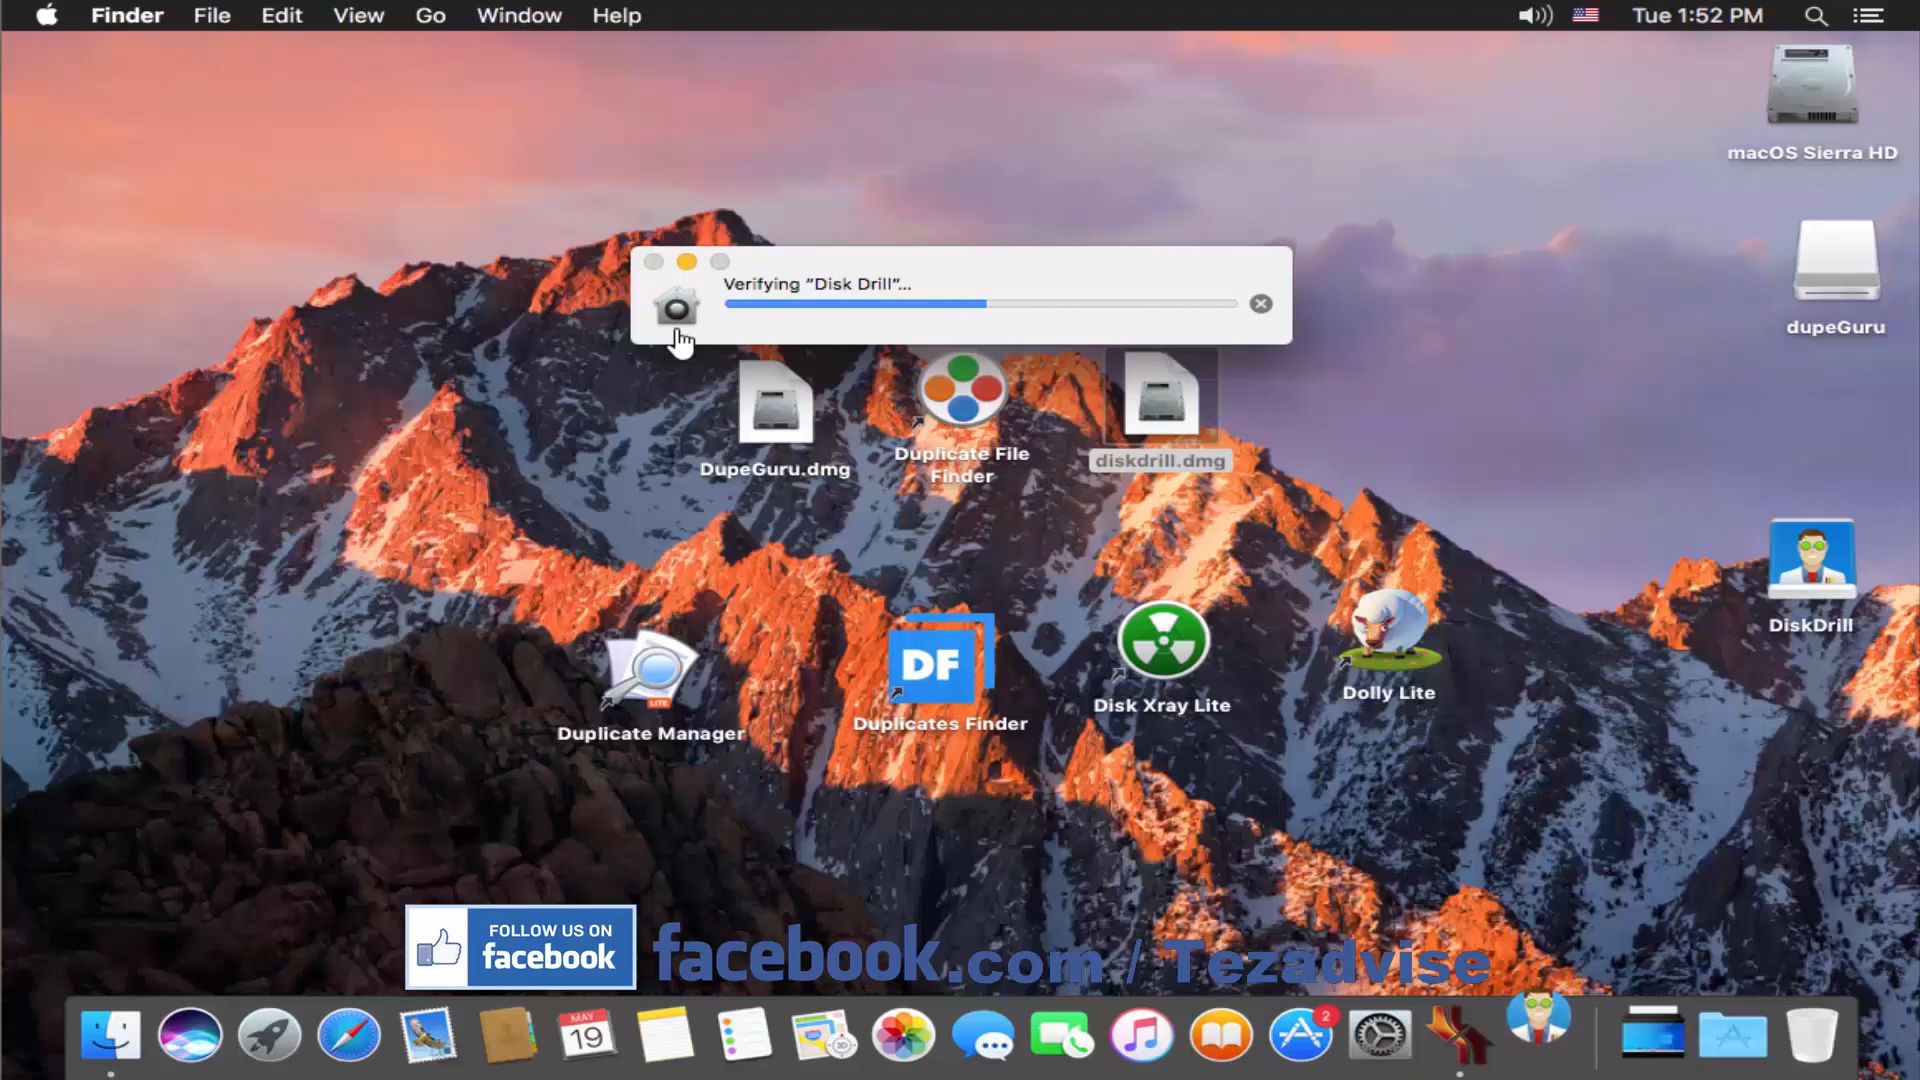 Finder File Edit View Go Window Help Tue 1:52 PM
macOS Sierra HD
Verifying “Disk Drill”...
dupeGuru
DupeGuru.dmg
Duplicate File
Finder
diskdrill.dmg
DiskDrill
Duplicate Manager
LITE
DF
Duplicates Finder
Disk Xray Lite
Dolly Lite
FOLLOW US ON
facebook
facebook.com / Tezadvise
MAY
19
2